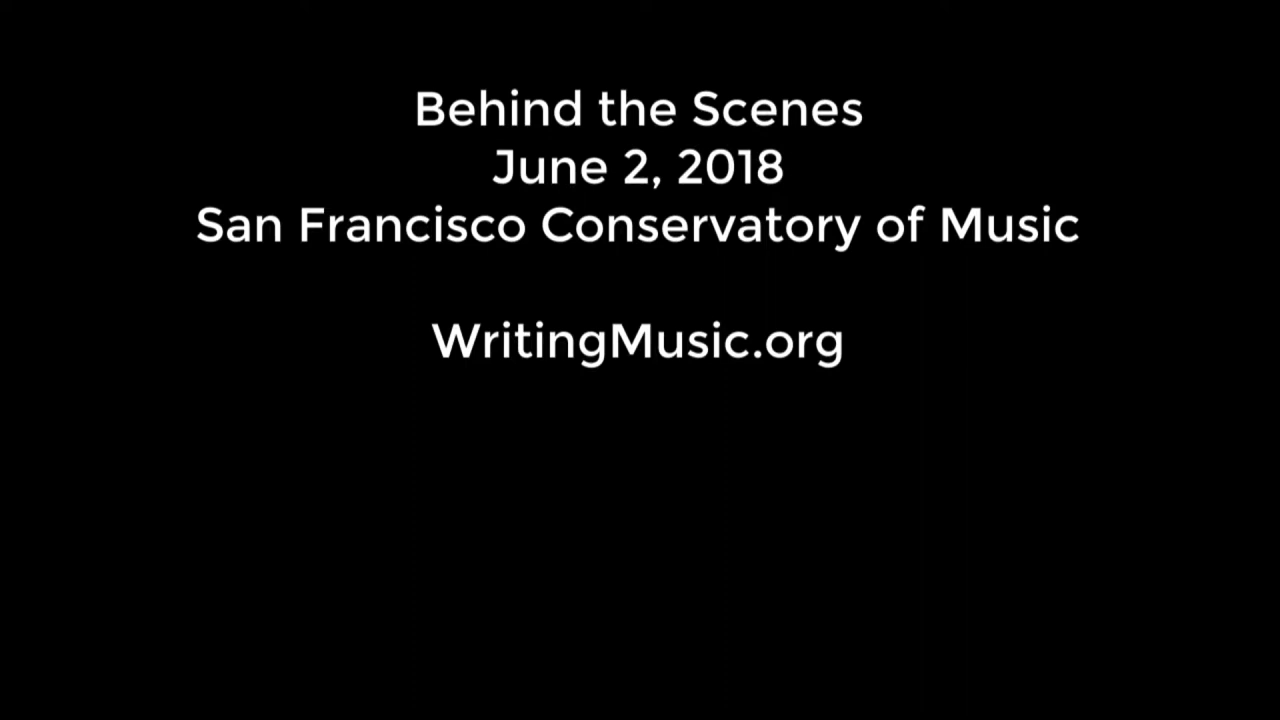 Behind the Scenes
June 2, 2018
San Francisco Conservatory of Music
WritingMusic.org